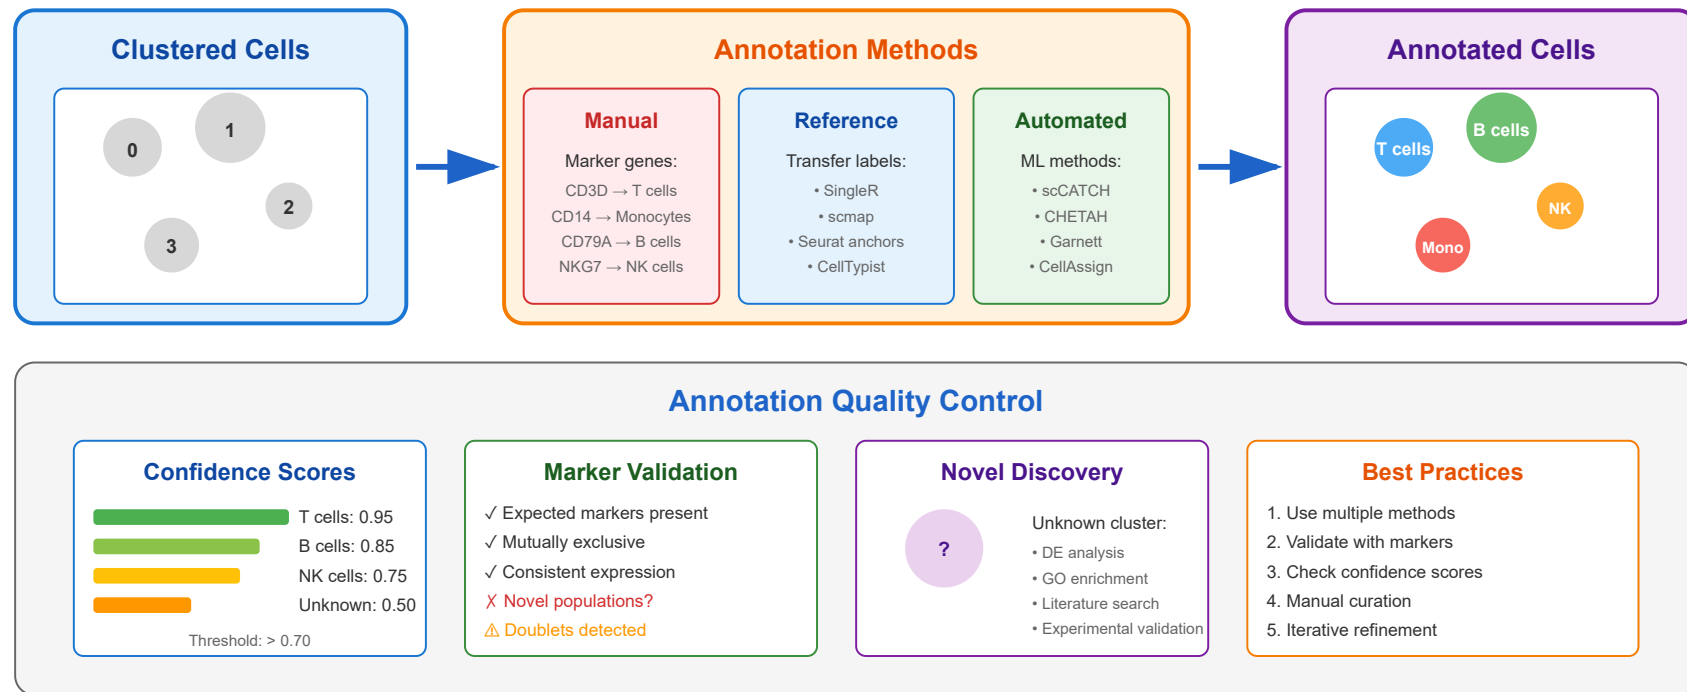 Clustered Cells
0
1
2
3
Annotation Methods
Manual
Marker genes:
CD3D → T cells
CD14 → Monocytes
CD79A → B cells
NKG7 → NK cells
Reference
Transfer labels:
• SingleR
• scmap
• Seurat anchors
• CellTypist
Automated
ML methods:
• scCATCH
• CHETAH
• Garnett
• CellAssign
Annotated Cells
T cells
B cells
NK
Mono
Annotation Quality Control
Confidence Scores
T cells: 0.95
B cells: 0.85
NK cells: 0.75
Unknown: 0.50
Threshold: > 0.70
Marker Validation
✓ Expected markers present
✓ Mutually exclusive
✓ Consistent expression
✗ Novel populations?
⚠ Doublets detected
Novel Discovery
?
Unknown cluster:
• DE analysis
• GO enrichment
• Literature search
• Experimental validation
Best Practices
1. Use multiple methods
2. Validate with markers
3. Check confidence scores
4. Manual curation
5. Iterative refinement